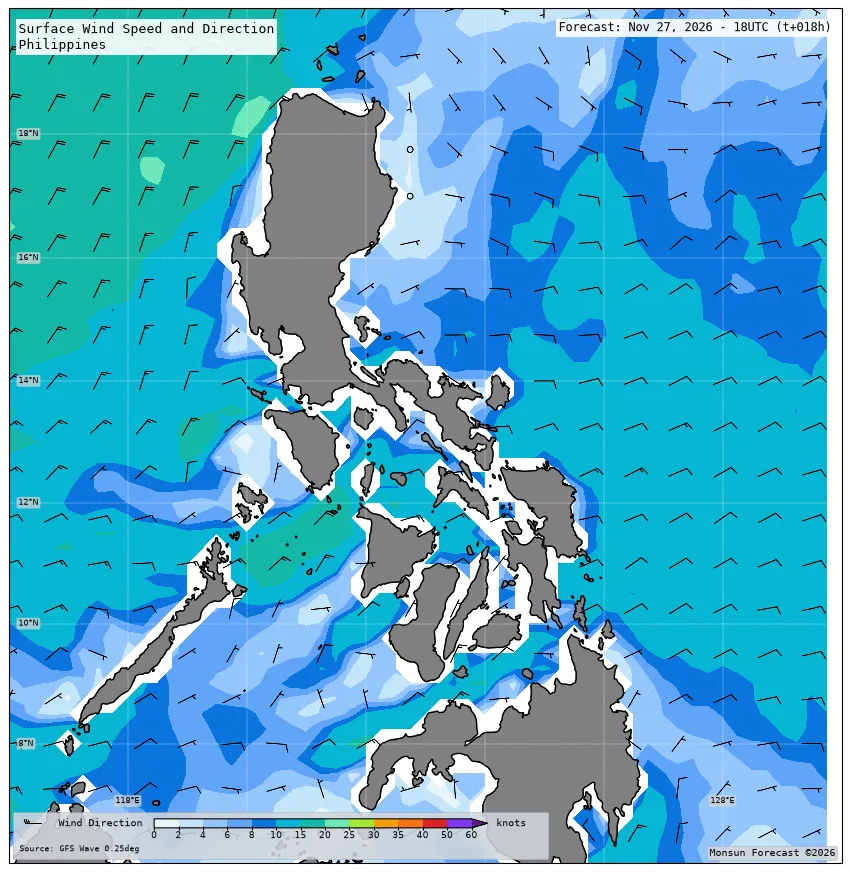 Surface Wind Speed and Direction
Philippines
Forecast: Nov 27, 2026 - 18UTC (t+018h)
18°N
16°N
14°N
12°N
10°N
8°N
118°E
128°E
Wind Direction
0 2 4 6 8 10 15 20 25 30 35 40 50 60
knots
Source: GFS Wave 0.25deg
Monsun Forecast ©2026